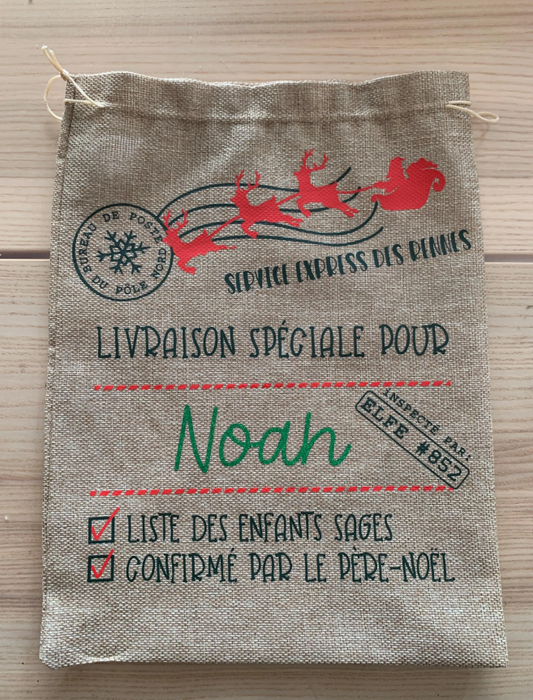 BUREAU DE POSTE
DU PÔLE NORD
SERVICE EXPRESS DES RENNES
LIVRAISON SPÉCIALE POUR
Noah
INSPECTÉ PAR:
ELFE #852
LISTE DES ENFANTS SAGES
CONFIRMÉ PAR LE PÈRE-NOËL